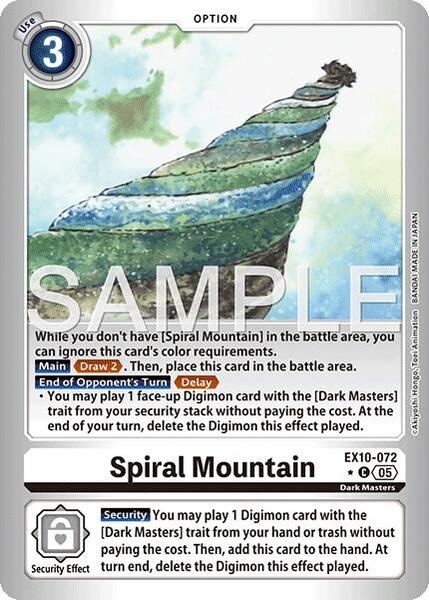 OPTION
Use
3
SAMPLE
While you don't have [Spiral Mountain] in the battle area, you
can ignore this card's color requirements.
Main Draw 2. Then, place this card in the battle area.
End of Opponent's Turn Delay
・You may play 1 face-up Digimon card with the [Dark Masters]
trait from your security stack without paying the cost. At the
end of your turn, delete the Digimon this effect played.
©Akiyoshi Hongo, Toei Animation BANDAI MADE IN JAPAN
Spiral Mountain
EX10-072
★ C 05
Dark Masters
Security You may play 1 Digimon card with the
[Dark Masters] trait from your hand or trash without
paying the cost. Then, add this card to the hand. At
turn end, delete the Digimon this effect played.
Security Effect